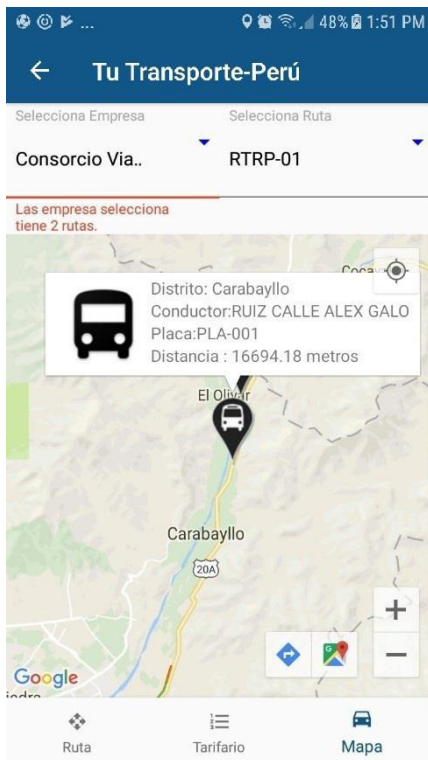 ... 48% 1:51 PM
Tu Transporte-Perú
Selecciona Empresa
Selecciona Ruta
Consorcio Via..
RTRP-01
Las empresa selecciona
tiene 2 rutas.
Distrito: Carabayllo
Conductor:RUIZ CALLE ALEX GALO
Placa:PLA-001
Distancia : 16694.18 metros
El Olivar
Carabayllo
20A
Google
Ruta
Tarifario
Mapa